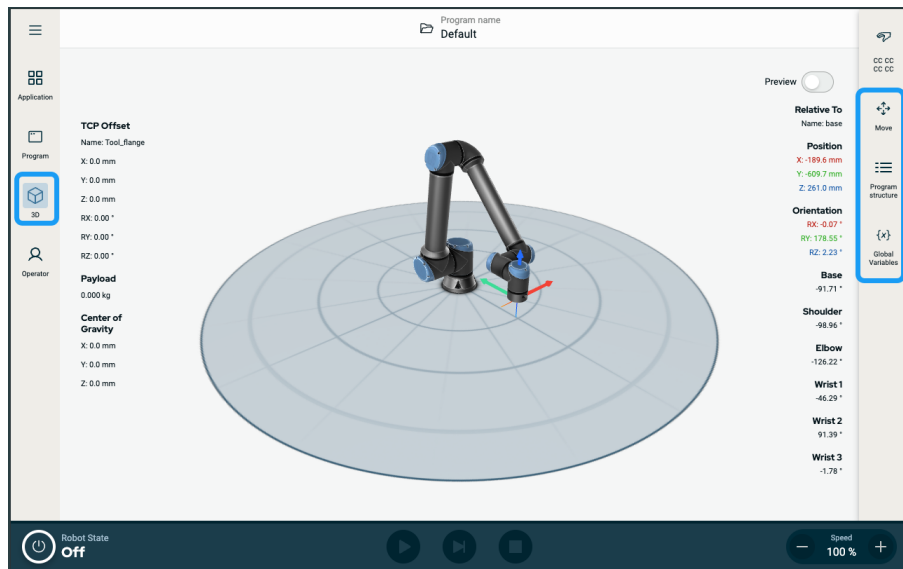 Program name
Default
Application
Program
3D
Operator
TCP Offset
Name: Tool_flange
X: 0.0 mm
Y: 0.0 mm
Z: 0.0 mm
RX: 0.00 °
RY: 0.00 °
RZ: 0.00 °
Payload
0.000 kg
Center of
Gravity
X: 0.0 mm
Y: 0.0 mm
Z: 0.0 mm
Preview
Relative To
Name: base
Position
X: -189.6 mm
Y: -609.7 mm
Z: 261.0 mm
Orientation
RX: -0.07 °
RY: 178.55 °
RZ: 2.23 °
Base
-91.71 °
Shoulder
-98.96 °
Elbow
-126.22 °
Wrist 1
-46.29 °
Wrist 2
91.39 °
Wrist 3
-1.78 °
CC CC
CC CC
Move
Program
structure
{x}
Global
Variables
Robot State
Off
Speed
100 %